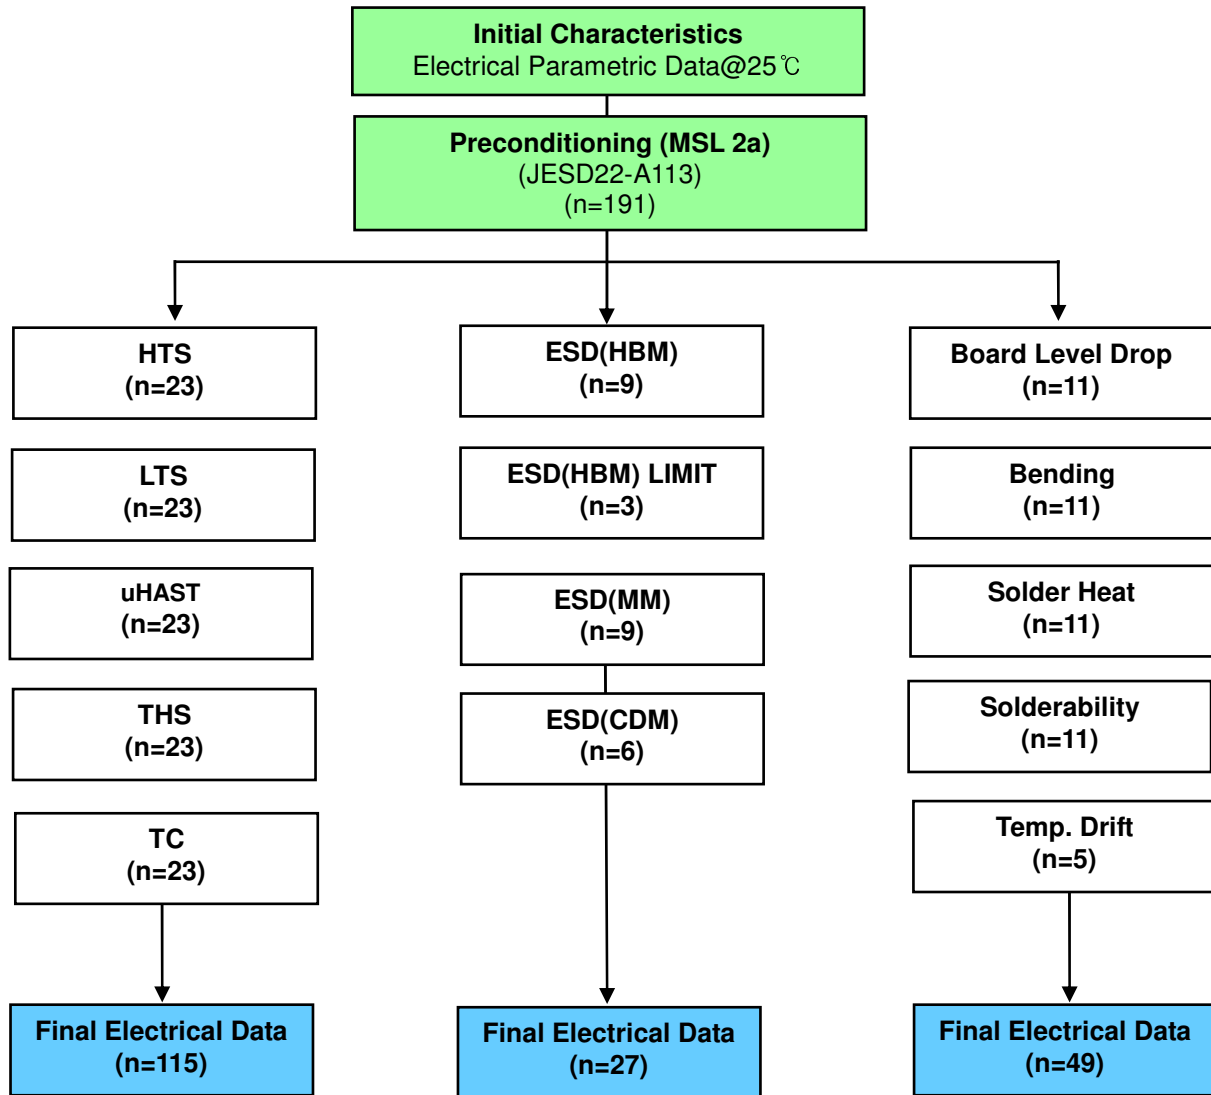 Initial Characteristics
Electrical Parametric Data@25℃
Preconditioning (MSL 2a)
(JESD22-A113)
(n=191)
HTS
(n=23)
LTS
(n=23)
uHAST
(n=23)
THS
(n=23)
TC
(n=23)
Final Electrical Data
(n=115)
ESD(HBM)
(n=9)
ESD(HBM) LIMIT
(n=3)
ESD(MM)
(n=9)
ESD(CDM)
(n=6)
Final Electrical Data
(n=27)
Board Level Drop
(n=11)
Bending
(n=11)
Solder Heat
(n=11)
Solderability
(n=11)
Temp. Drift
(n=5)
Final Electrical Data
(n=49)